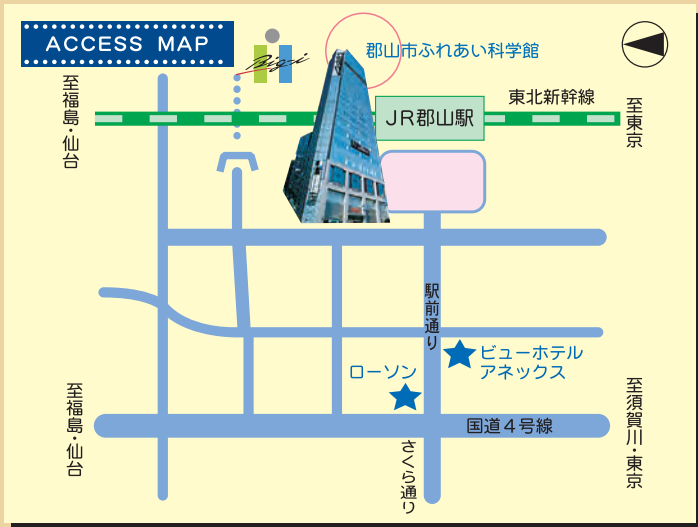 ACCESS MAP
Big-i
郡山市ふれあい科学館
至福島・仙台
東北新幹線
JR郡山駅
至東京
駅前通り
ビューホテル
アネックス
ローソン
至福島・仙台
国道4号線
至須賀川・東京
さくら通り